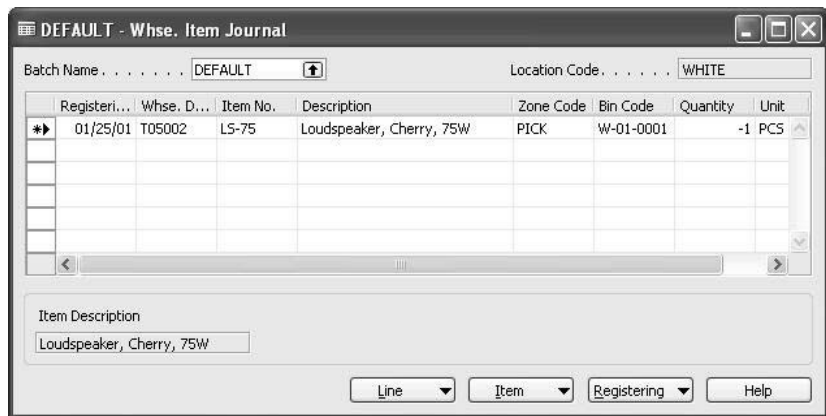 DEFAULT - Whse. Item Journal
Batch Name . . . . . . . DEFAULT Location Code . . . . . . WHITE
Registeri... Whse. D... Item No. Description Zone Code Bin Code Quantity Unit
01/25/01 T05002 LS-75 Loudspeaker, Cherry, 75W PICK W-01-0001 -1 PCS
Item Description
Loudspeaker, Cherry, 75W
Line Item Registering Help